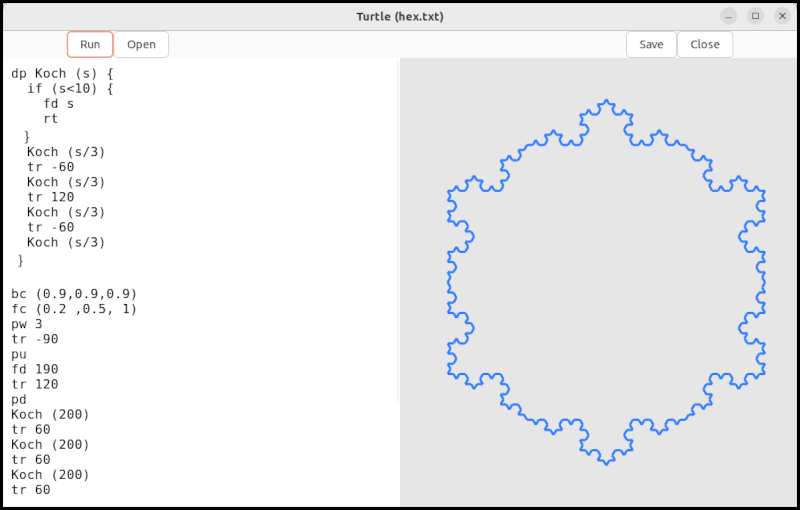 Turtle (hex.txt)
Run Open Save Close
dp Koch (s) {
  if (s<10) {
    fd s
    rt
  }
  Koch (s/3)
  tr -60
  Koch (s/3)
  tr 120
  Koch (s/3)
  tr -60
  Koch (s/3)
 }

bc (0.9,0.9,0.9)
fc (0.2 ,0.5, 1)
pw 3
tr -90
pu
fd 190
tr 120
pd
Koch (200)
tr 60
Koch (200)
tr 60
Koch (200)
tr 60